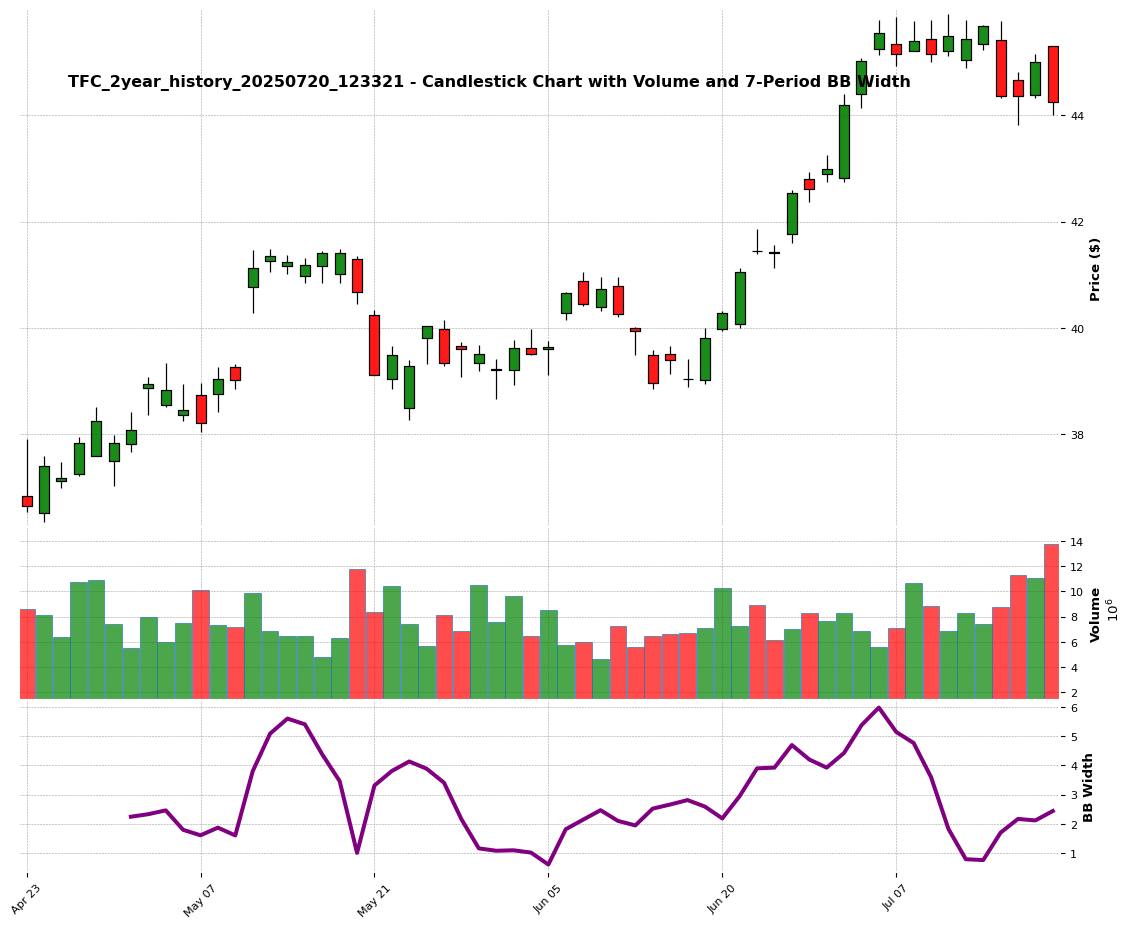 TFC_2year_history_20250720_123321 - Candlestick Chart with Volume and 7-Period BB Width
44
42
40
38
Price ($)
14
12
10
8
6
4
2
Volume
10^6
6
5
4
3
2
1
BB Width
Apr 23
May 07
May 21
Jun 05
Jun 20
Jul 07